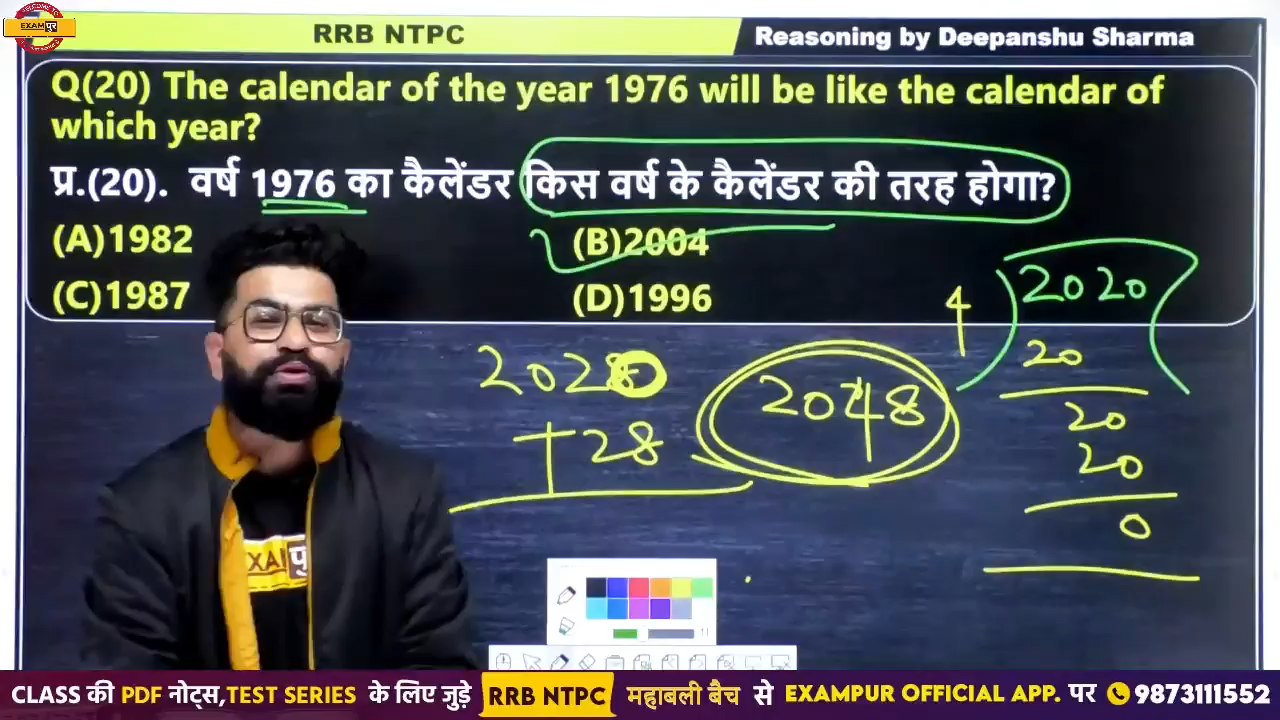 EXAMपुर
RRB NTPC
Reasoning by Deepanshu Sharma
Q(20) The calendar of the year 1976 will be like the calendar of
which year?
प्र.(20). वर्ष 1976 का कैलेंडर किस वर्ष के कैलेंडर की तरह होगा?
(A)1982
(B)2004
(C)1987
(D)1996
4
2020
20
20
20
0
+28
2048
EXAMपुर
CLASS की PDF नोट्स,TEST SERIES के लिए जुड़े RRB NTPC महाबली बैच से EXAMPUR OFFICIAL APP. पर 9873111552